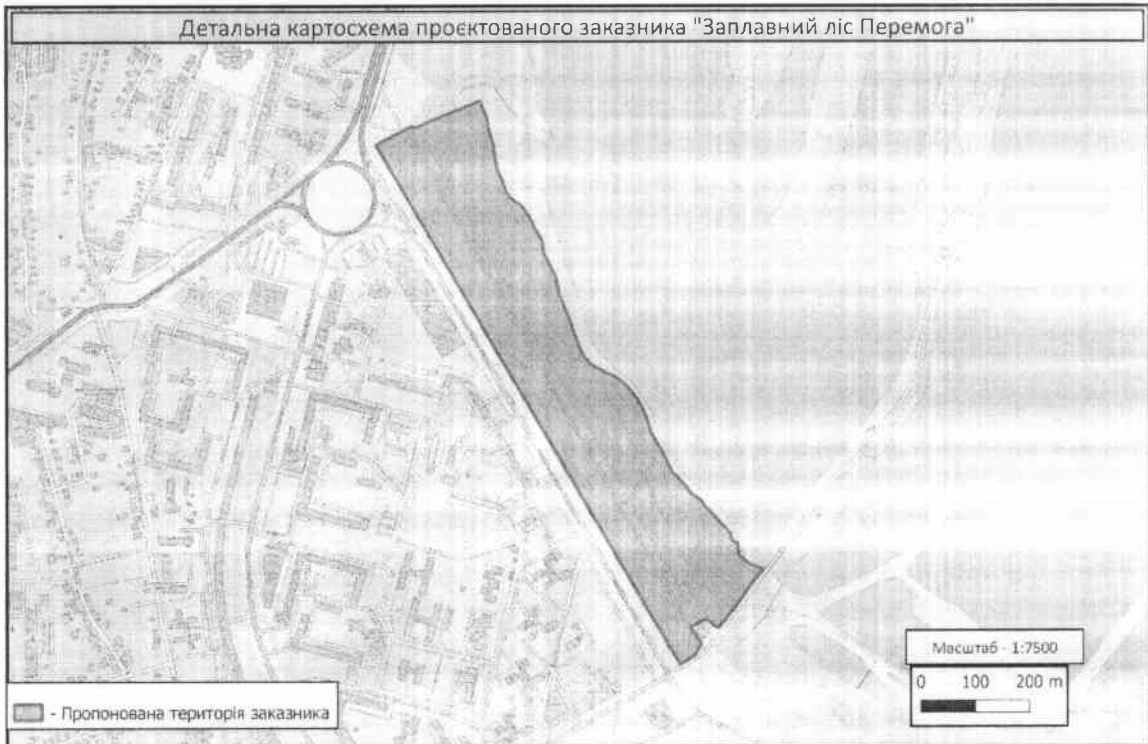 Детальна картосхема проєктованого заказника "Заплавний ліс Перемога"
Масштаб - 1:7500
0 100 200 m
- Пропонована територія заказника